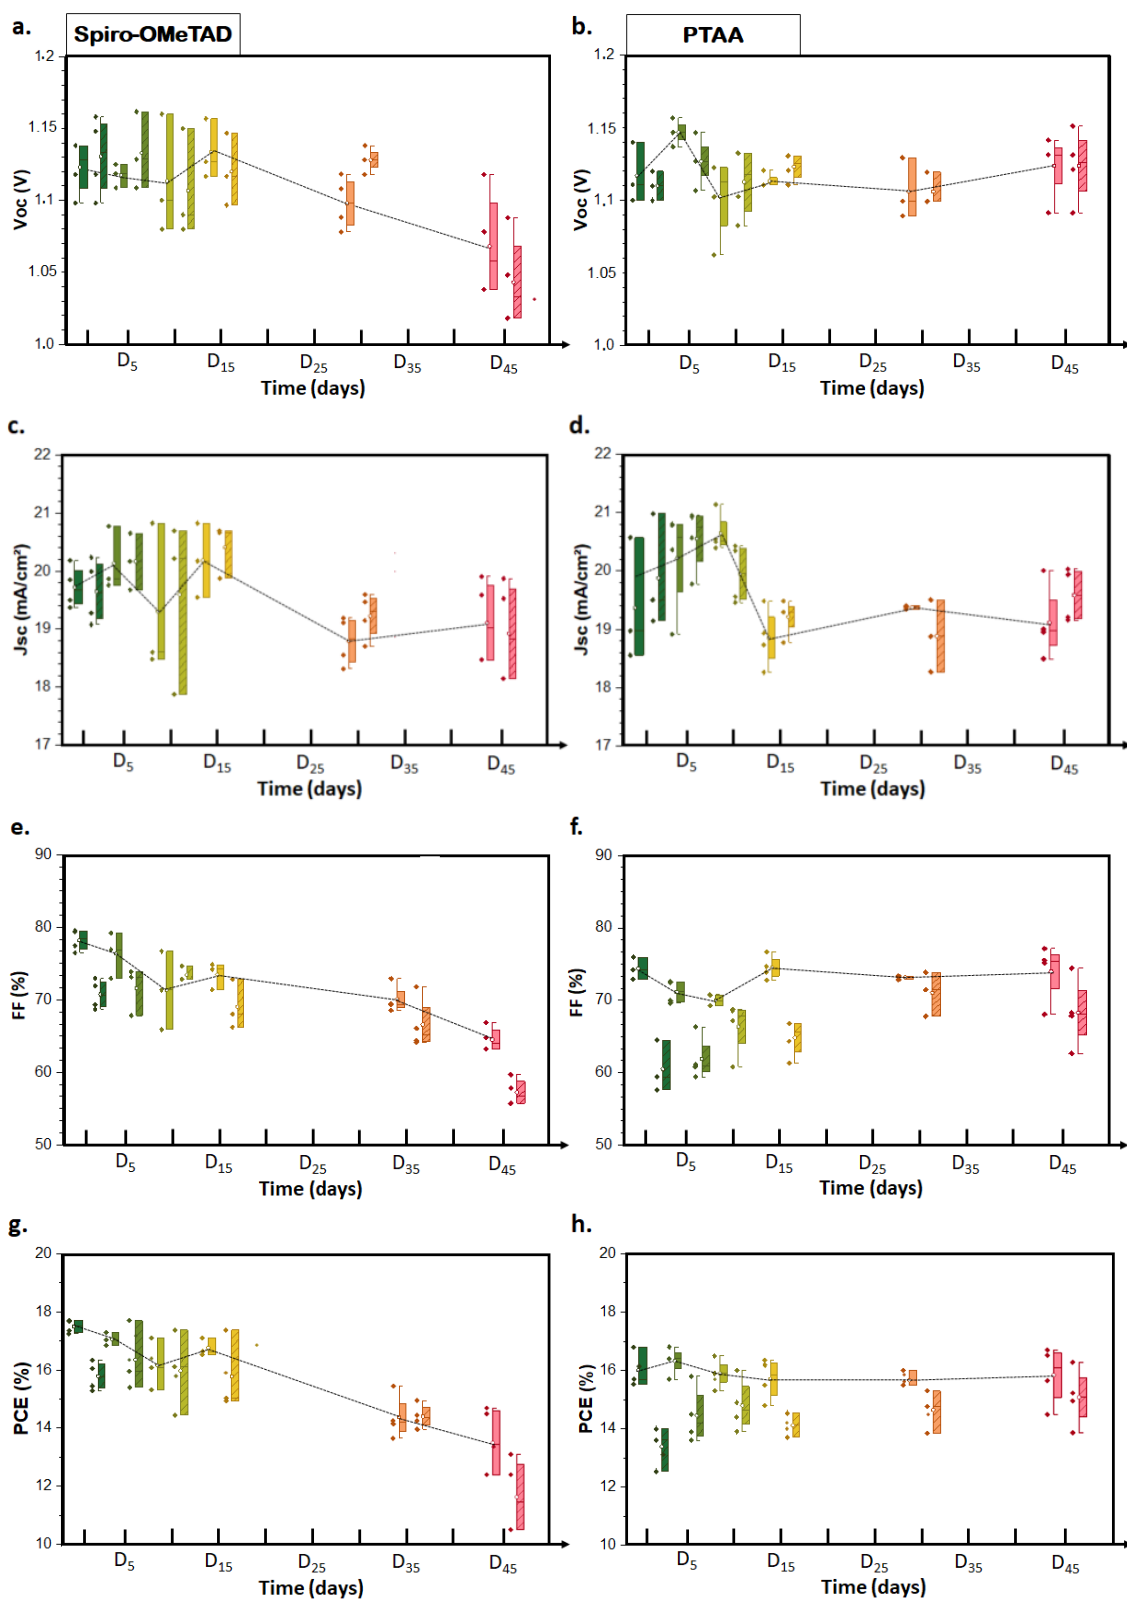 a. Spiro-OMeTAD
b. PTAA
1.2
1.15
1.1
1.05
1.0
Voc (V)
D5 D15 D25 D35 D45
Time (days)
1.2
1.15
1.1
1.05
1.0
Voc (V)
D5 D15 D25 D35 D45
Time (days)
c.
22
21
20
19
18
17
Jsc (mA/cm²)
D5 D15 D25 D35 D45
Time (days)
d.
22
21
20
19
18
17
Jsc (mA/cm²)
D5 D15 D25 D35 D45
Time (days)
e.
90
80
70
60
50
FF (%)
D5 D15 D25 D35 D45
Time (days)
f.
90
80
70
60
50
FF (%)
D5 D15 D25 D35 D45
Time (days)
g.
20
18
16
14
12
10
PCE (%)
D5 D15 D25 D35 D45
Time (days)
h.
20
18
16
14
12
10
PCE (%)
D5 D15 D25 D35 D45
Time (days)